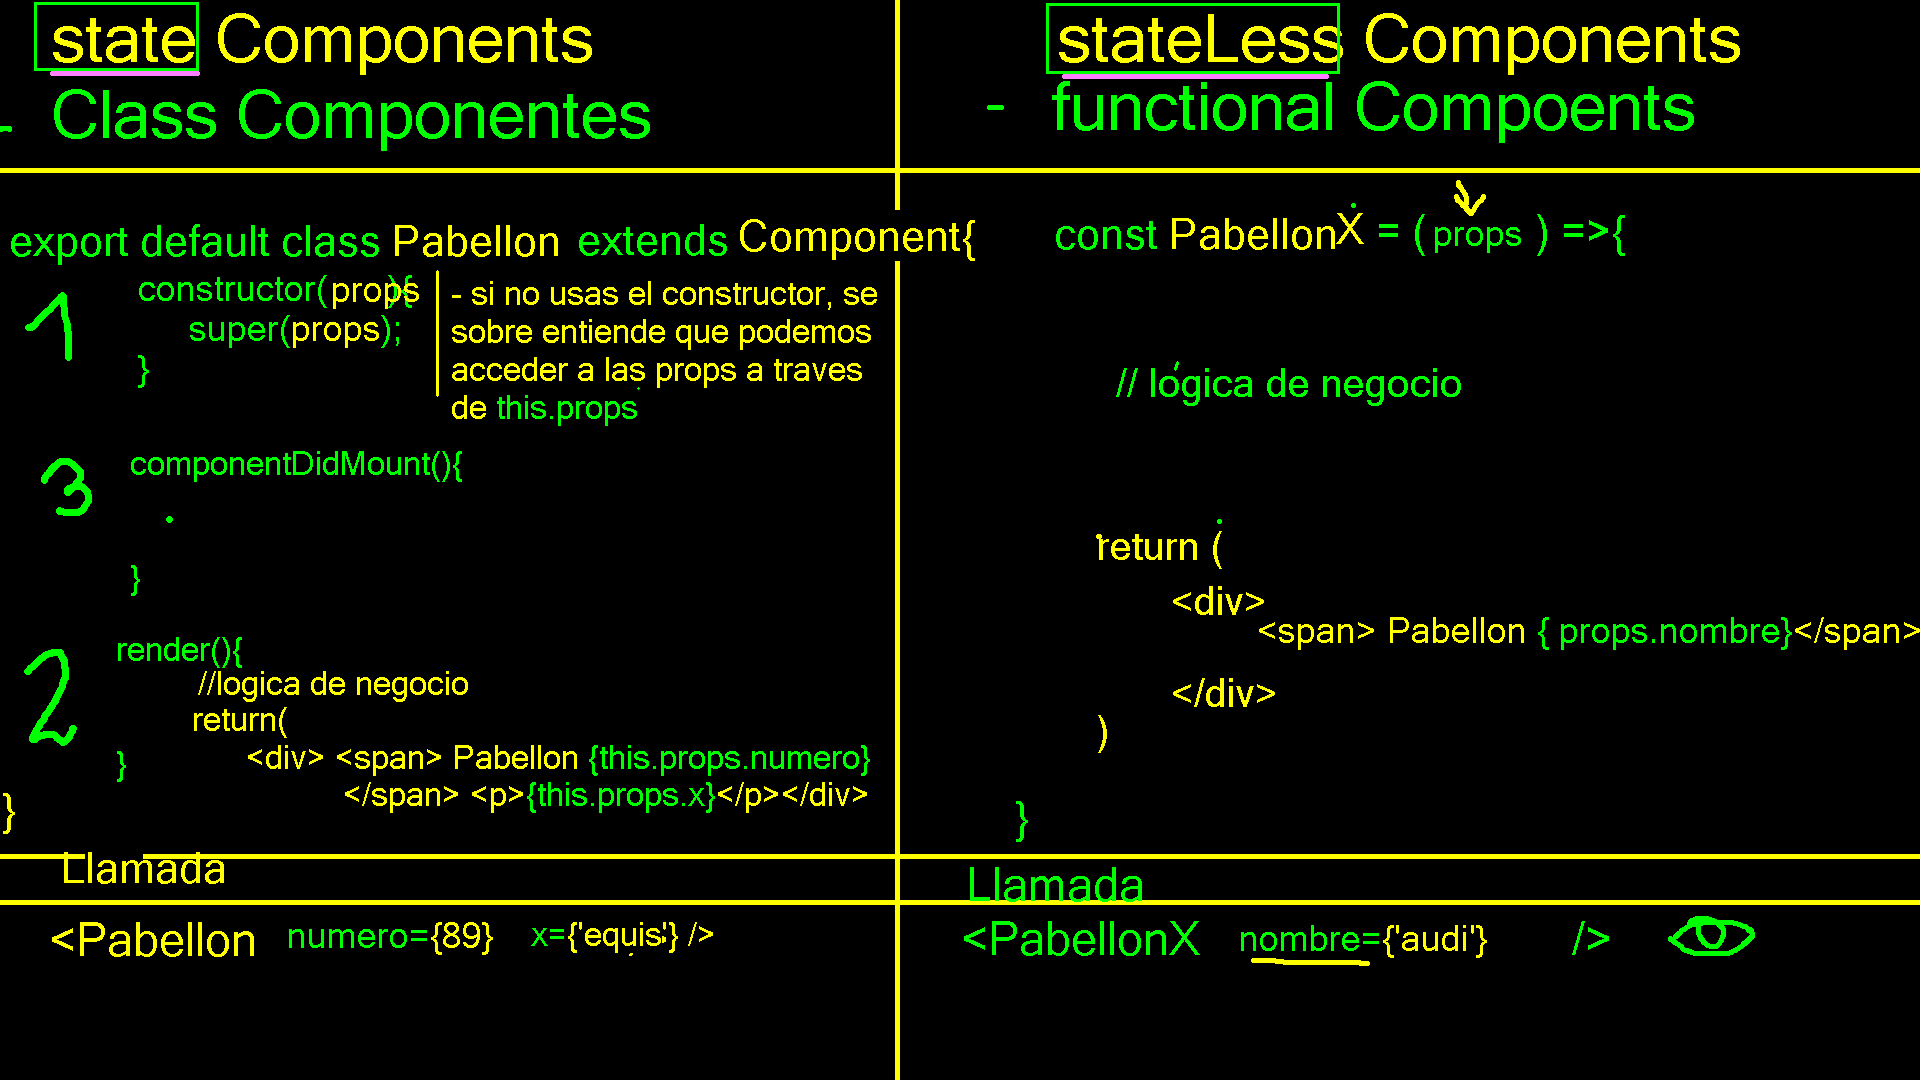 state Components
- Class Componentes
export default class Pabellon extends Component{
1
constructor(props){
super(props);
}
- si no usas el constructor, se
sobre entiende que podemos
acceder a las props a traves
de this.props
3
componentDidMount(){
}
2
render(){
//logica de negocio
return(
<div> <span> Pabellon {this.props.numero}
</span> <p>{this.props.x}</p></div>
}
}
Llamada
<Pabellon numero={89} x={'equis'} />
stateLess Components
- functional Compoents
const PabellonX = ( props ) =>{
// lógica de negocio
return (
<div>
<span> Pabellon { props.nombre}</span>
</div>
)
}
Llamada
<PabellonX nombre={'audi'} />